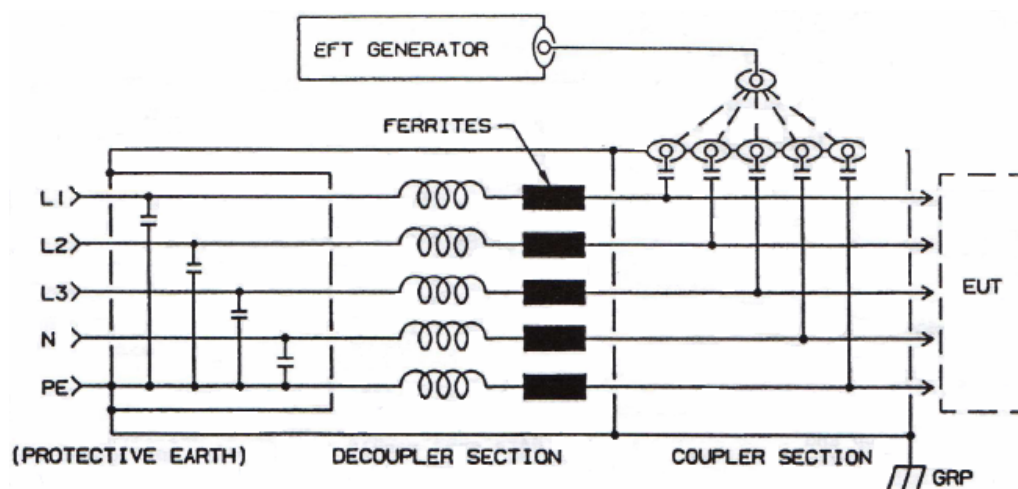 EFT GENERATOR
FERRITES
L1
L2
L3
N
PE
EUT
(PROTECTIVE EARTH)
DECOUPLER SECTION
COUPLER SECTION
GRP